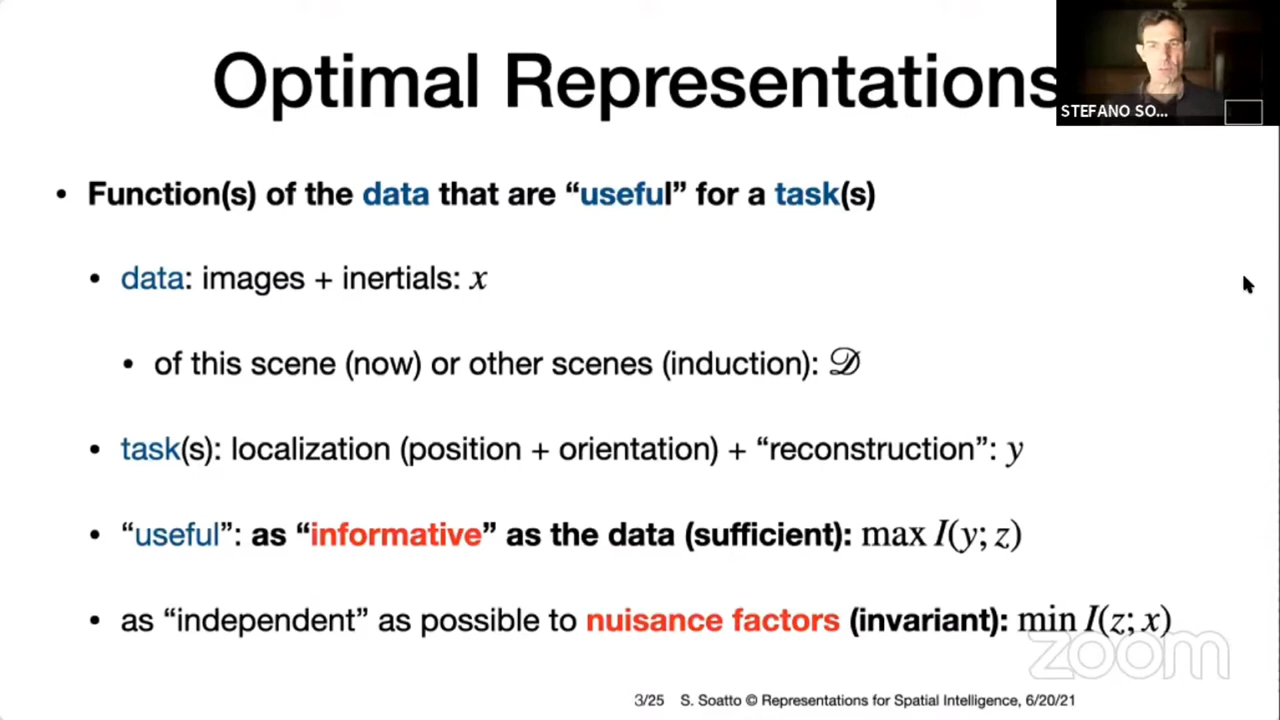 Optimal Representations
STEFANO SO...
• Function(s) of the data that are “useful” for a task(s)
• data: images + inertials: x
• of this scene (now) or other scenes (induction): 𝒟
• task(s): localization (position + orientation) + “reconstruction”: y
• “useful”: as “informative” as the data (sufficient): max I(y; z)
• as “independent” as possible to nuisance factors (invariant): min I(z; x)
zoom
3/25 S. Soatto © Representations for Spatial Intelligence, 6/20/21